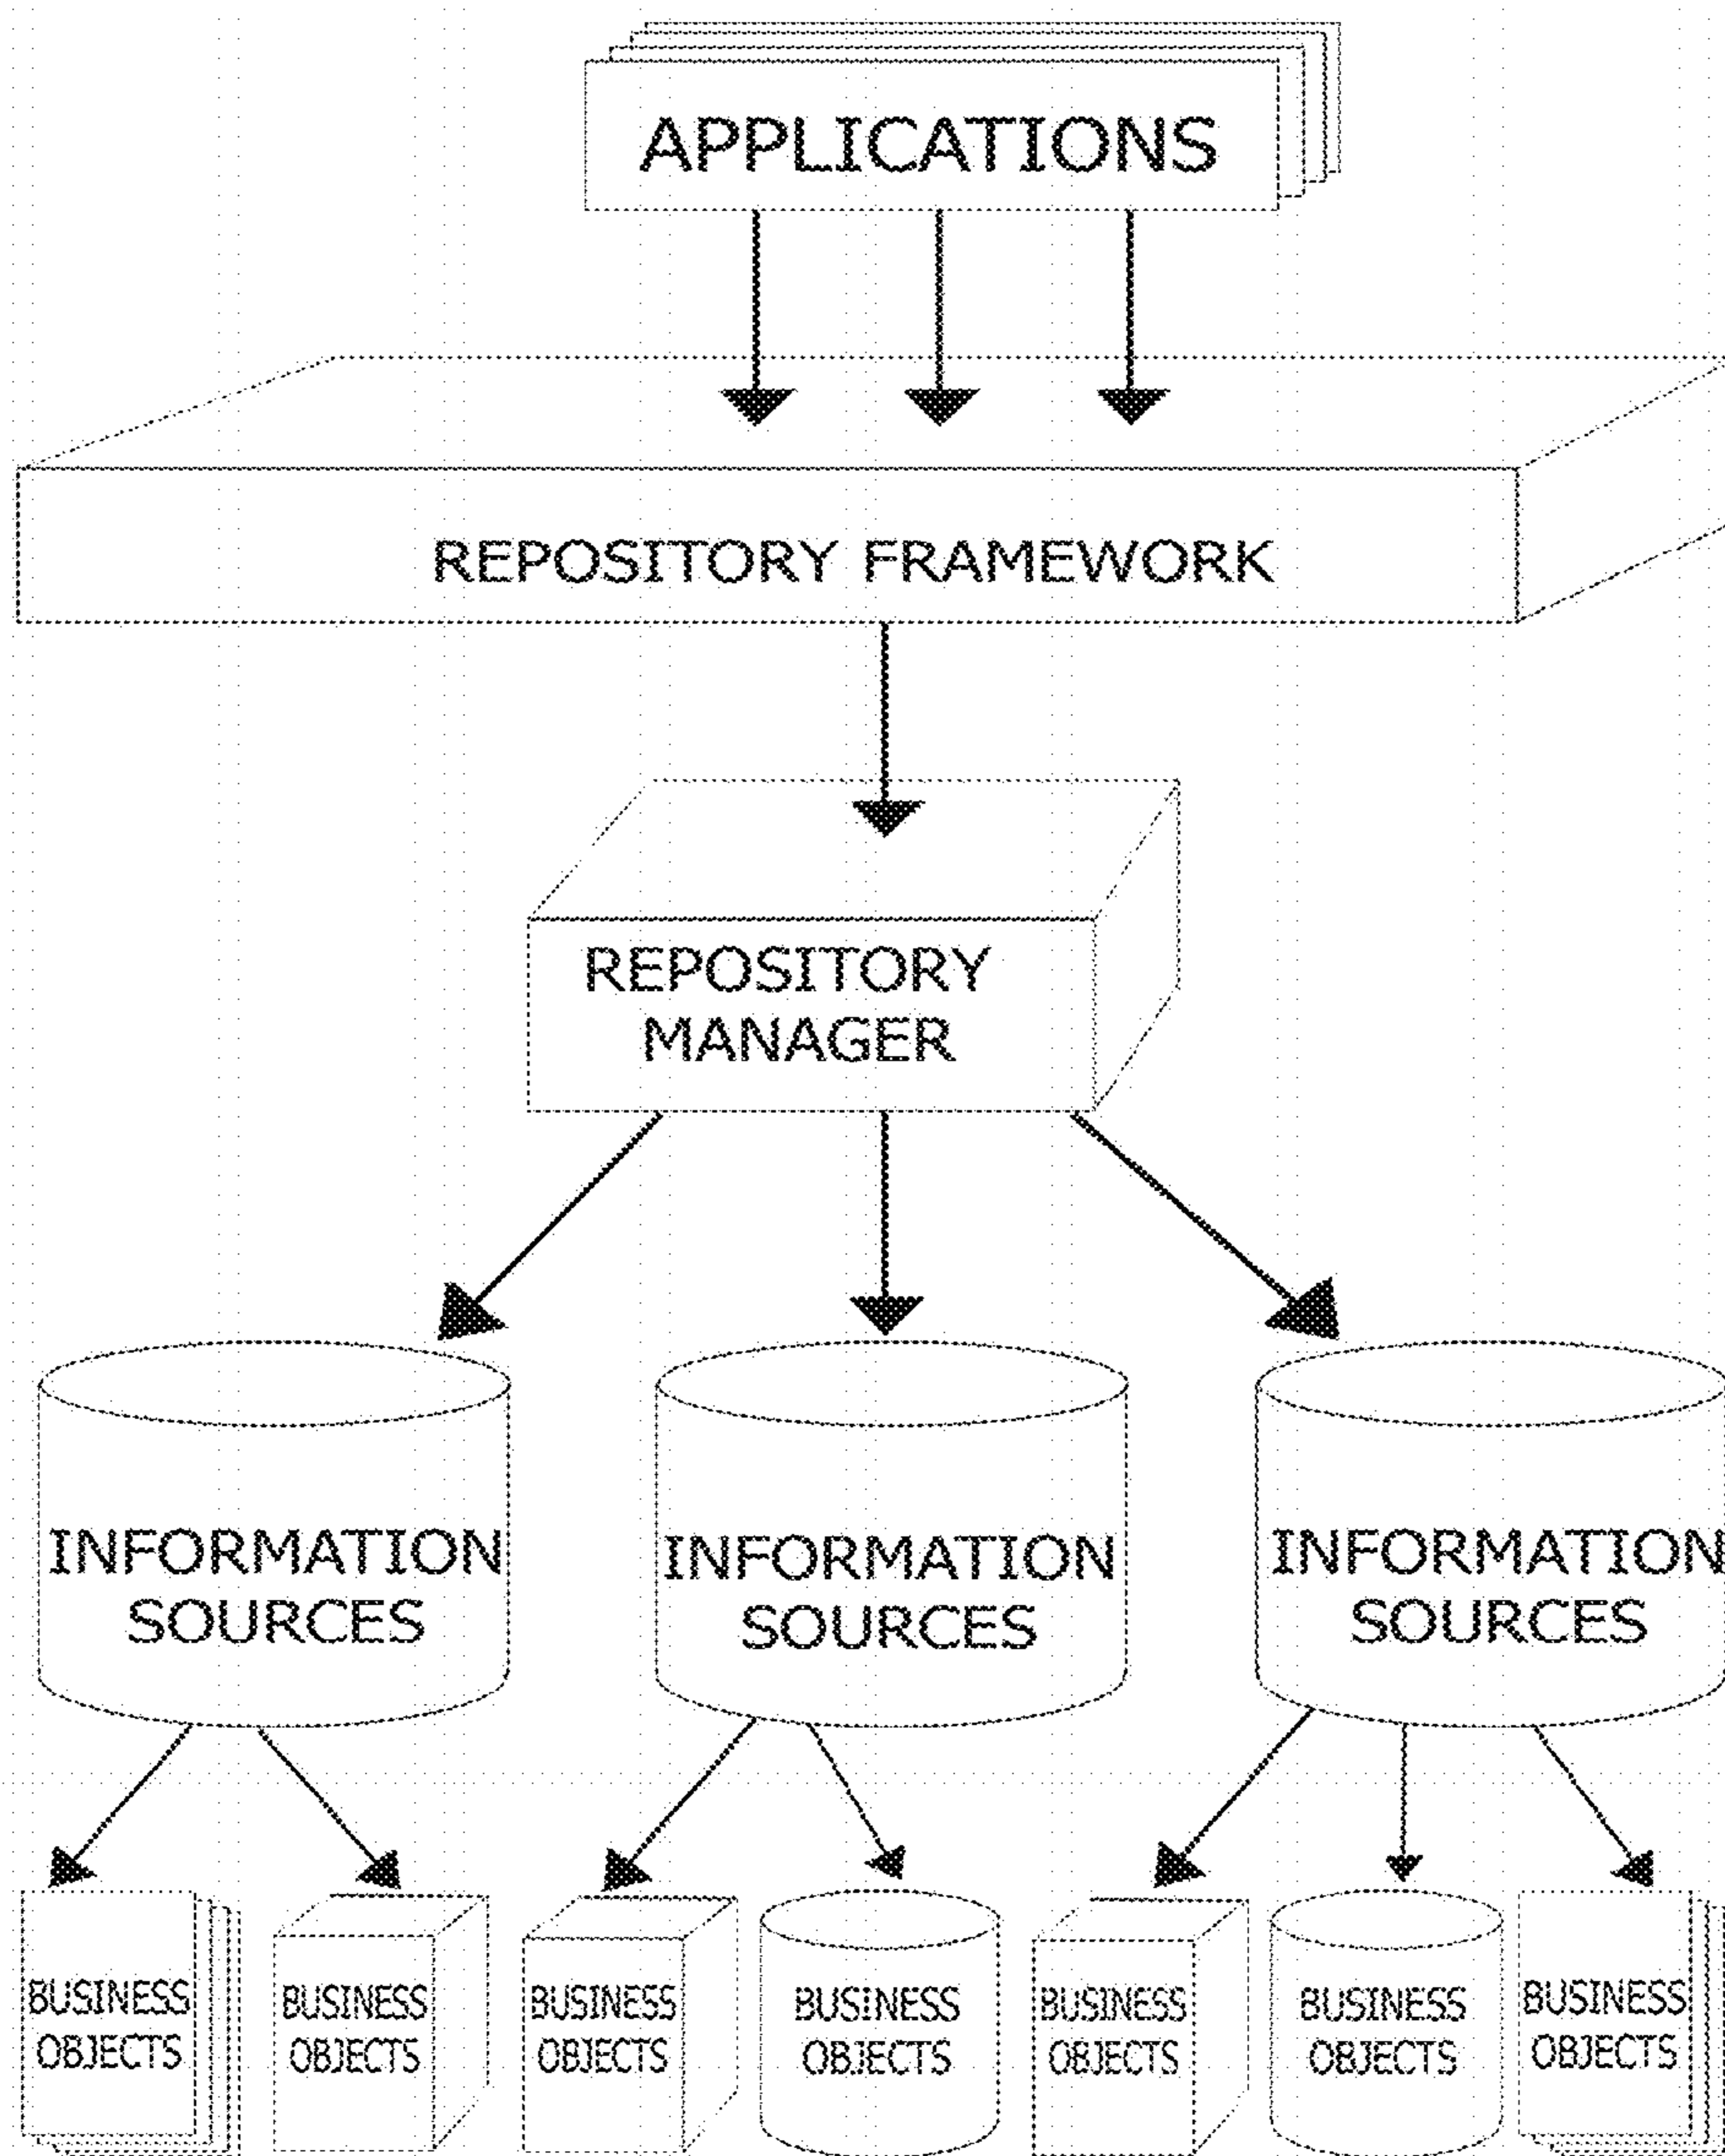 APPLICATIONS
REPOSITORY FRAMEWORK
REPOSITORY
MANAGER
INFORMATION
SOURCES
INFORMATION
SOURCES
INFORMATION
SOURCES
BUSINESS
OBJECTS
BUSINESS
OBJECTS
BUSINESS
OBJECTS
BUSINESS
OBJECTS
BUSINESS
OBJECTS
BUSINESS
OBJECTS
BUSINESS
OBJECTS